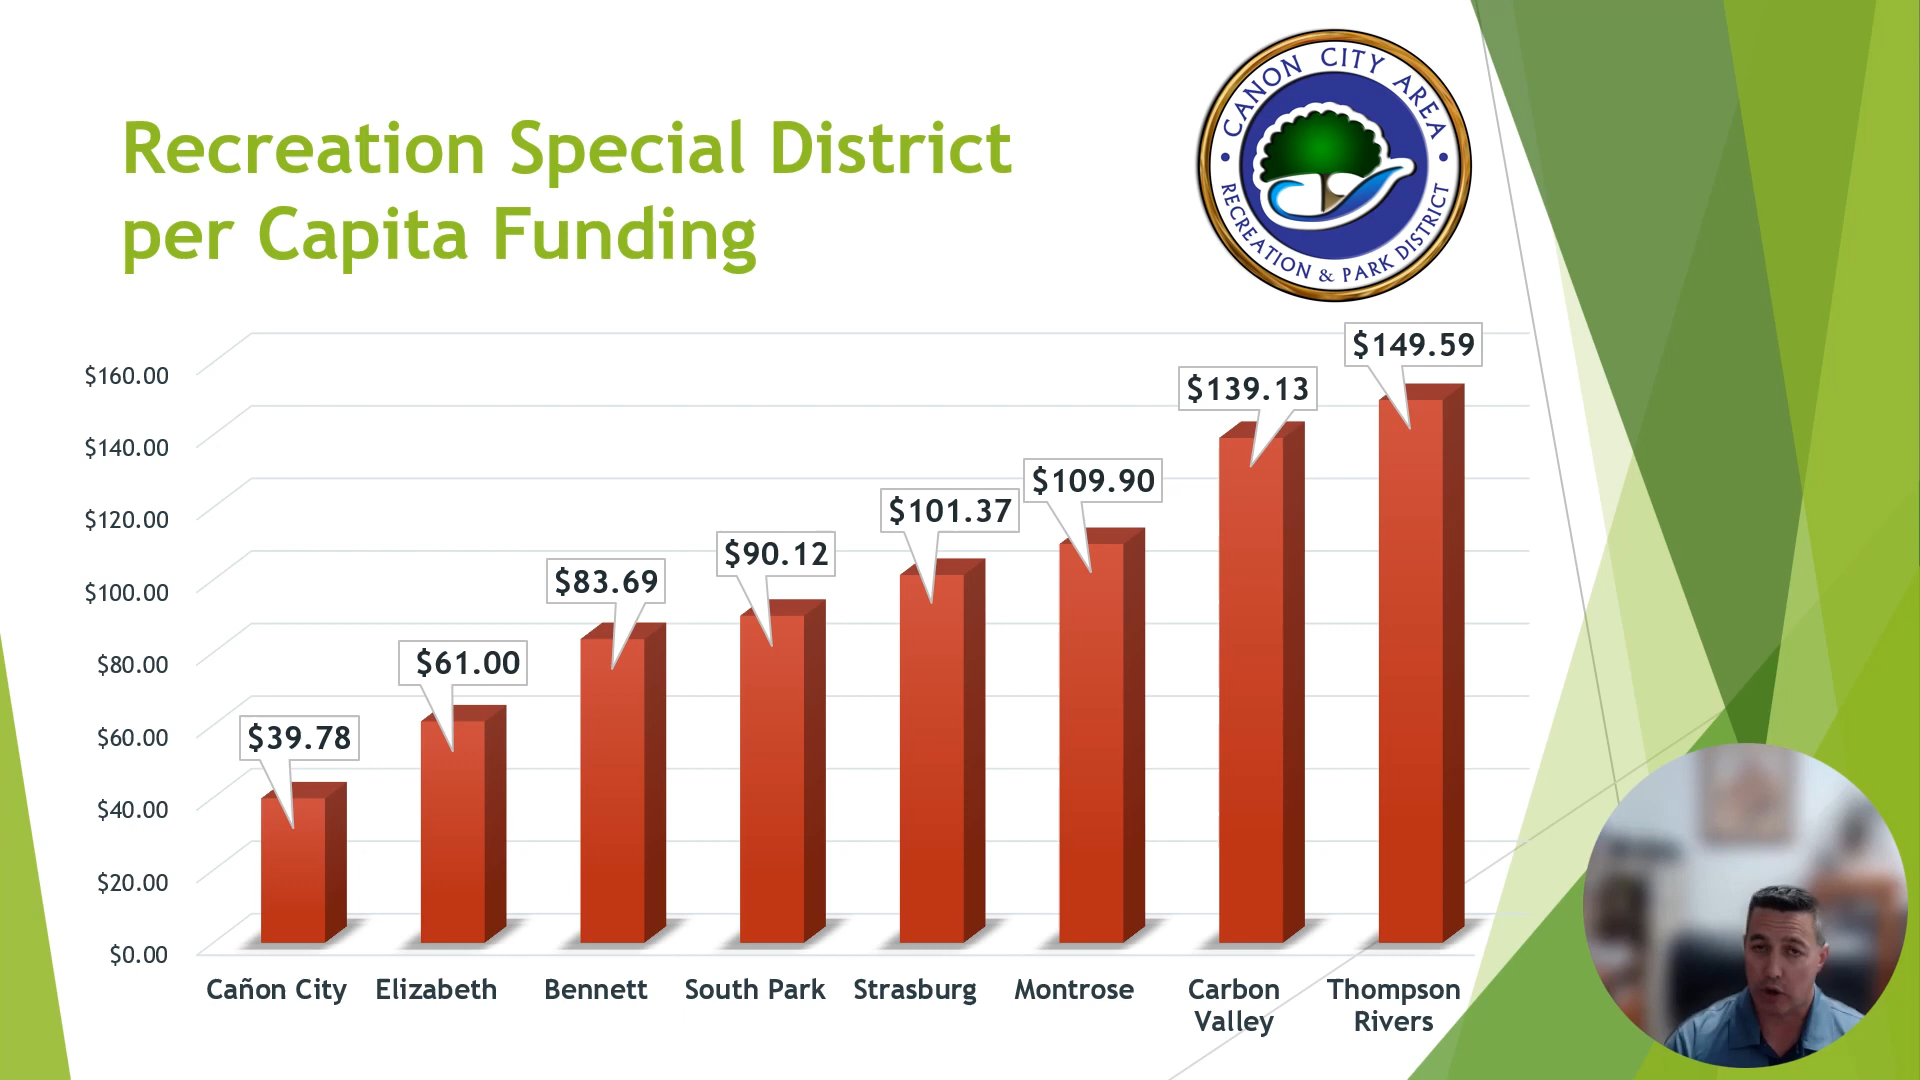 Recreation Special District
per Capita Funding
CANON CITY AREA
RECREATION & PARK DISTRICT
$160.00
$140.00
$120.00
$100.00
$80.00
$60.00
$40.00
$20.00
$0.00
$39.78
$61.00
$83.69
$90.12
$101.37
$109.90
$139.13
$149.59
Cañon City
Elizabeth
Bennett
South Park
Strasburg
Montrose
Carbon
Valley
Thompson
Rivers